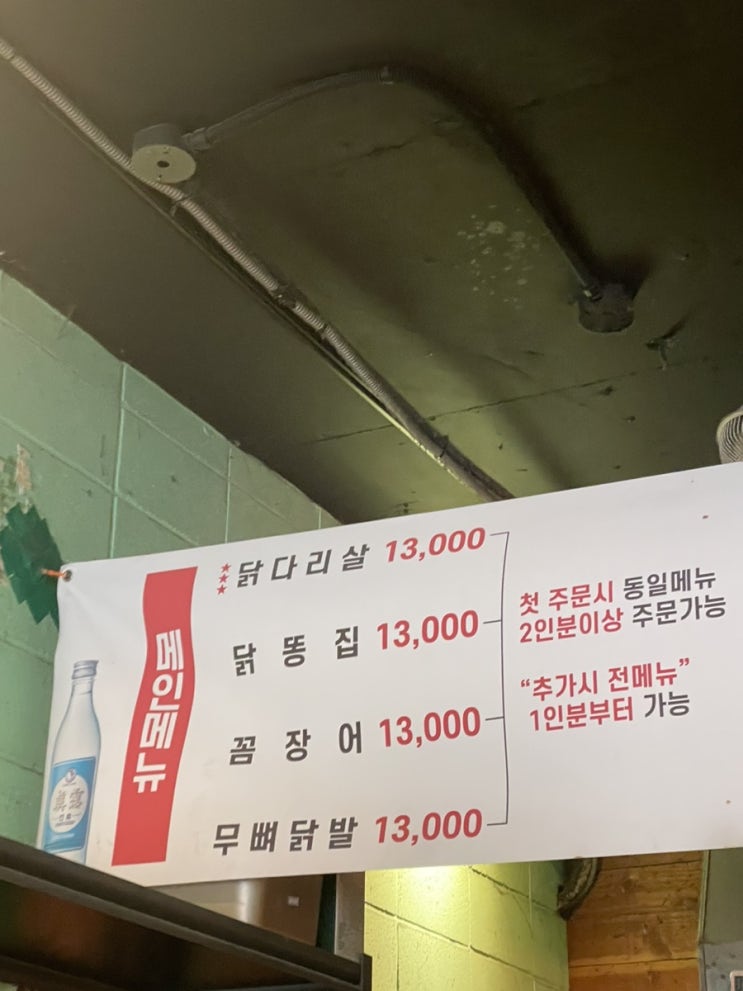 메인메뉴
★★★닭다리살 13,000
닭똥집 13,000
꼼장어 13,000
무뼈닭발 13,000
첫 주문시 동일메뉴
2인분이상 주문가능
“추가시 전메뉴”
1인분부터 가능